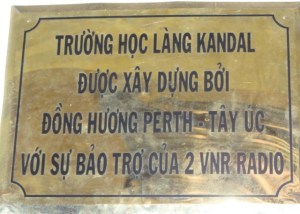 TRƯỜNG HỌC LÀNG KANDAL
ĐƯỢC XÂY DỰNG BỞI
ĐỒNG HƯƠNG PERTH - TÂY ÚC
VỚI SỰ BẢO TRỢ CỦA 2 VNR RADIO